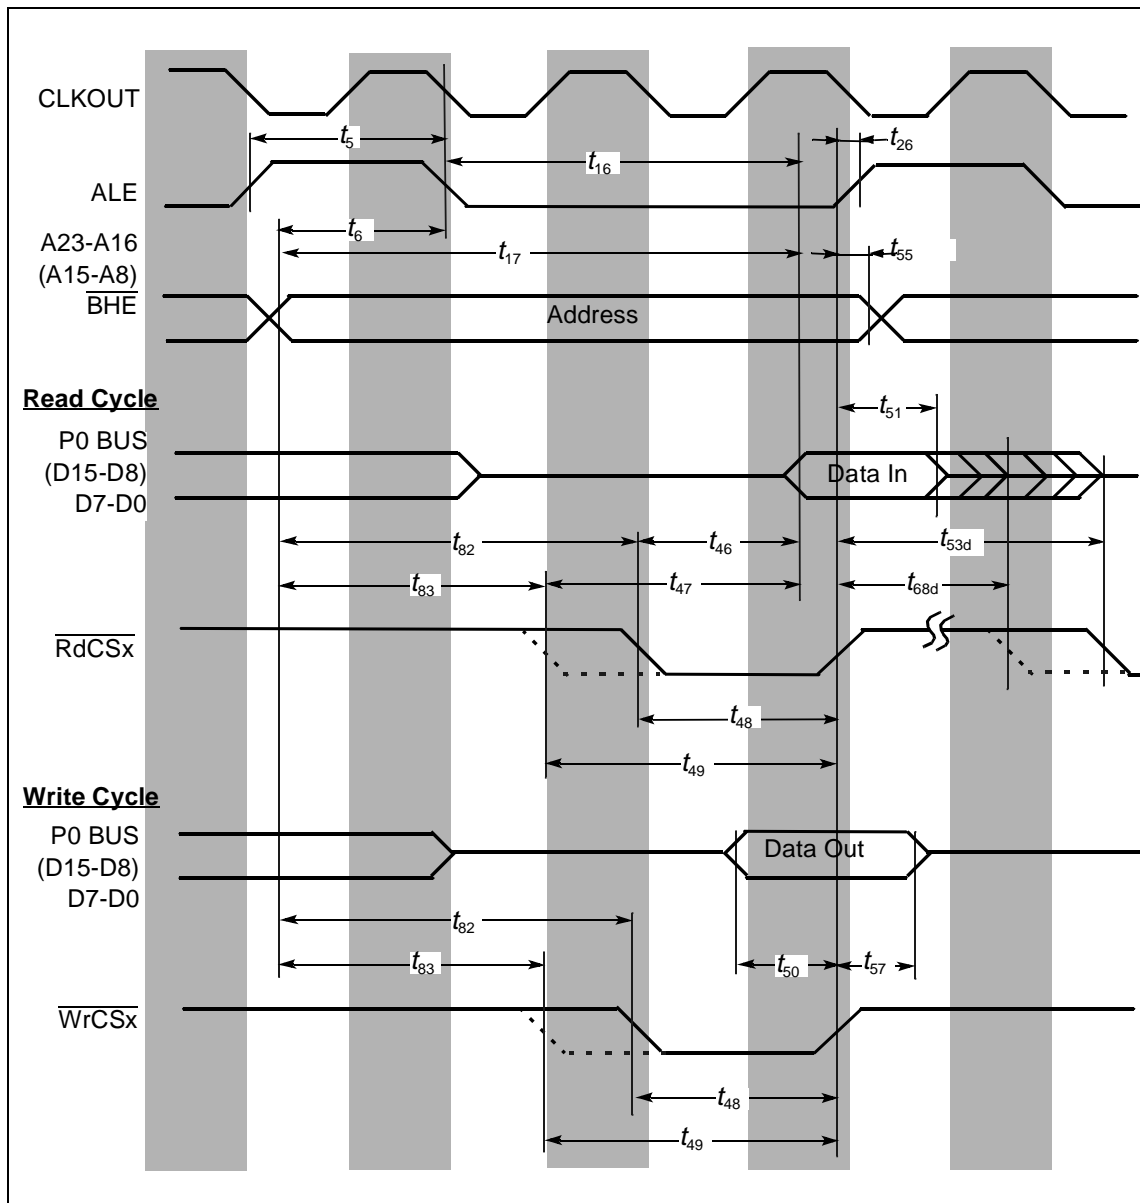 CLKOUT
t5
t26
t16
ALE
t6
A23-A16
(A15-A8)
BHE
t17
t55
Address
Read Cycle
t51
P0 BUS
(D15-D8)
D7-D0
Data In
t82
t46
t53d
t83
t47
t68d
RdCSx
t48
t49
Write Cycle
P0 BUS
(D15-D8)
D7-D0
Data Out
t82
t83
t50
t57
WrCSx
t48
t49